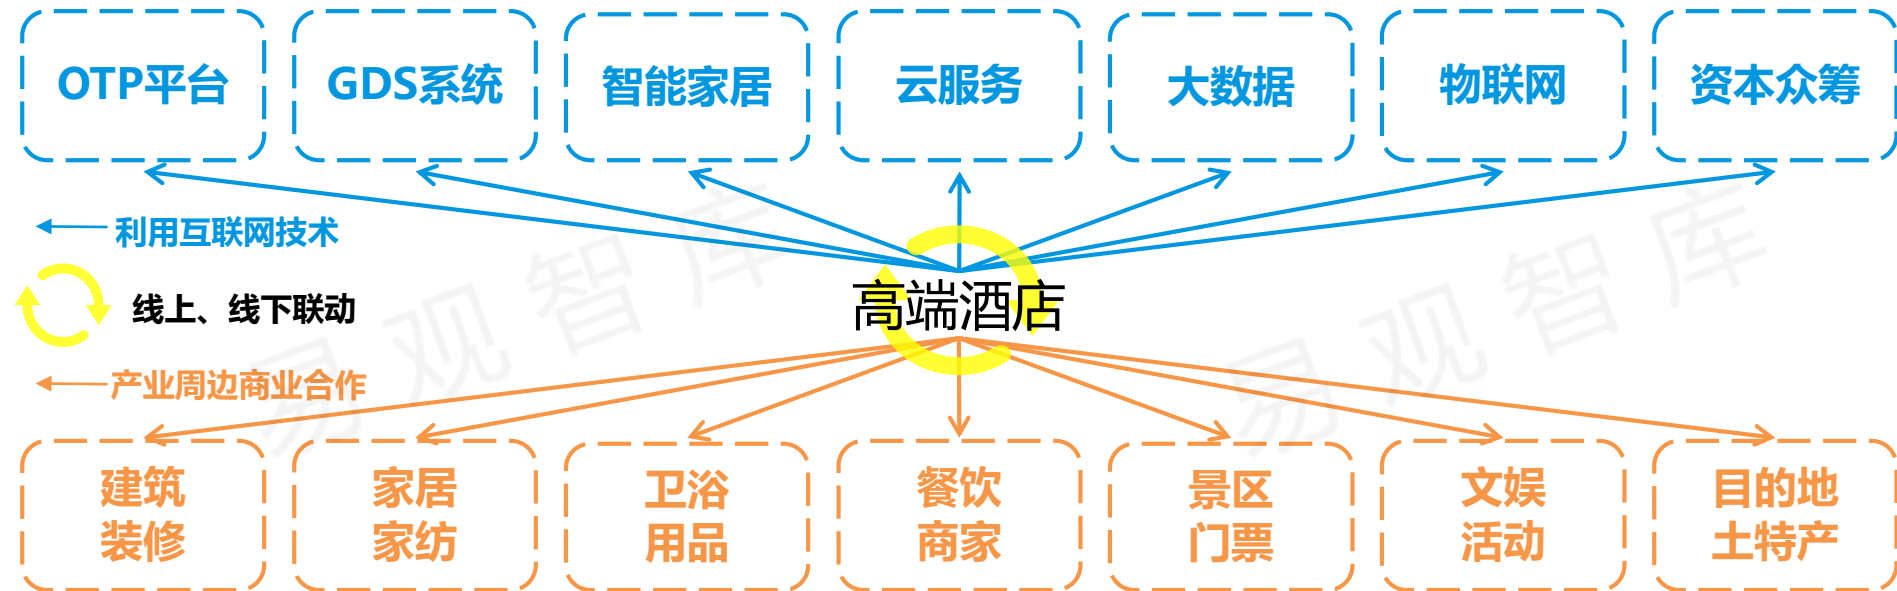 OTP平台
GDS系统
智能家居
云服务
大数据
物联网
资本众筹
利用互联网技术
线上、线下联动
高端酒店
产业周边商业合作
建筑
装修
家居
家纺
卫浴
用品
餐饮
商家
景区
门票
文娱
活动
目的地
土特产
易观智库
易观智库